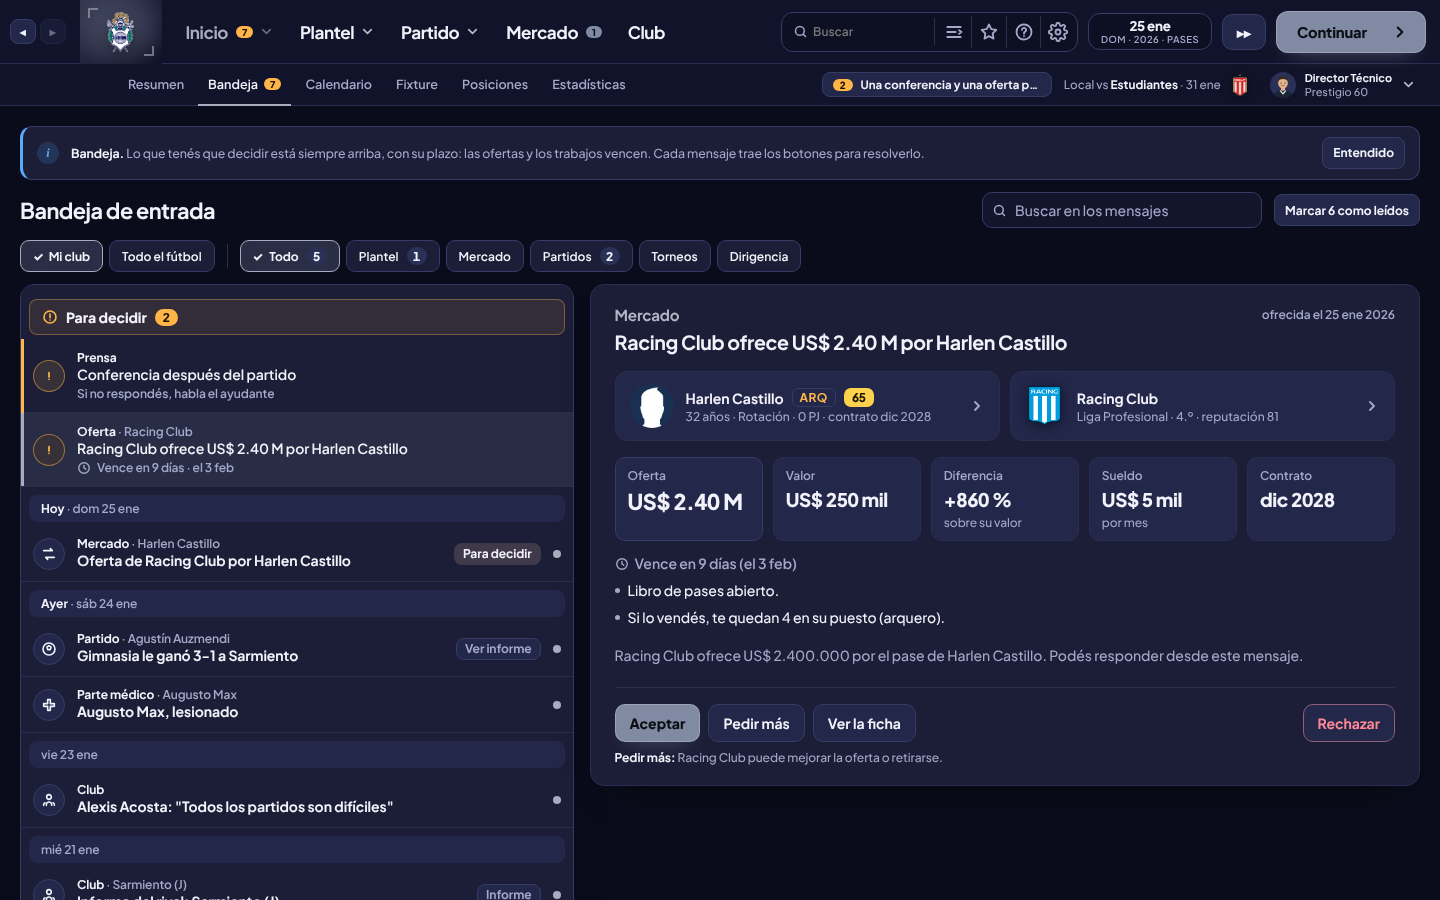 Inicio 7
Plantel
Partido
Mercado 1
Club
Buscar
25 ene
DOM · 2026 · PASES
Continuar
Resumen
Bandeja 7
Calendario
Fixture
Posiciones
Estadísticas
2 Una conferencia y una oferta p...
Local vs Estudiantes · 31 ene
Director Técnico
Prestigio 60
Bandeja. Lo que tenés que decidir está siempre arriba, con su plazo: las ofertas y los trabajos vencen. Cada mensaje trae los botones para resolverlo.
Entendido
Bandeja de entrada
Buscar en los mensajes
Marcar 6 como leídos
Mi club
Todo el fútbol
Todo 5
Plantel 1
Mercado
Partidos 2
Torneos
Dirigencia
Para decidir 2
Prensa
Conferencia después del partido
Si no respondés, habla el ayudante
Oferta · Racing Club
Racing Club ofrece US$ 2.40 M por Harlen Castillo
Vence en 9 días · el 3 feb
Hoy · dom 25 ene
Mercado · Harlen Castillo
Oferta de Racing Club por Harlen Castillo
Para decidir
Ayer · sáb 24 ene
Partido · Agustín Auzmendi
Gimnasia le ganó 3-1 a Sarmiento
Ver informe
Parte médico · Augusto Max
Augusto Max, lesionado
vie 23 ene
Club
Alexis Acosta: "Todos los partidos son difíciles"
mié 21 ene
Club · Sarmiento (J)
Informe del rival: Sarmiento (J)
Informe
Mercado
ofrecida el 25 ene 2026
Racing Club ofrece US$ 2.40 M por Harlen Castillo
Harlen Castillo ARQ 65
32 años · Rotación · 0 PJ · contrato dic 2028
RACING
Racing Club
Liga Profesional · 4.º · reputación 81
Oferta
US$ 2.40 M
Valor
US$ 250 mil
Diferencia
+860 %
sobre su valor
Sueldo
US$ 5 mil
por mes
Contrato
dic 2028
Vence en 9 días (el 3 feb)
Libro de pases abierto.
Si lo vendés, te quedan 4 en su puesto (arquero).
Racing Club ofrece US$ 2.400.000 por el pase de Harlen Castillo. Podés responder desde este mensaje.
Aceptar
Pedir más
Ver la ficha
Rechazar
Pedir más: Racing Club puede mejorar la oferta o retirarse.